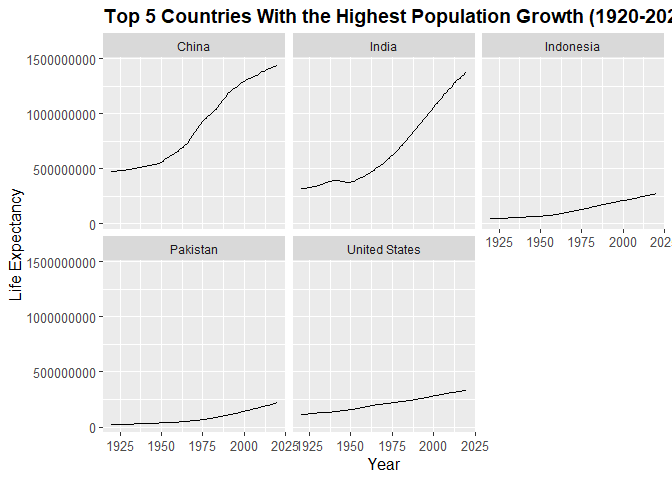 Top 5 Countries With the Highest Population Growth (1920-202
China
India
Indonesia
1500000000
1000000000
500000000
0
1925 1950 1975 2000 202
Life Expectancy
Pakistan
United States
1500000000
1000000000
500000000
0
1925 1950 1975 2000 2025
1925 1950 1975 2000 2025
Year